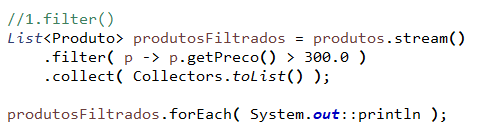 //1.filter()
List<Produto> produtosFiltrados = produtos.stream()
    .filter( p -> p.getPreco() > 300.0 )
    .collect( Collectors.toList() );

produtosFiltrados.forEach( System.out::println );